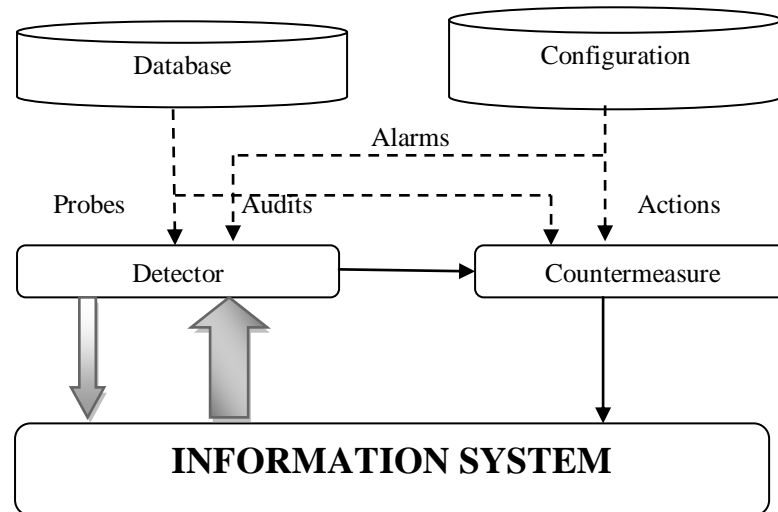 Database
Configuration
Alarms
Probes
Audits
Actions
Detector
Countermeasure
INFORMATION SYSTEM